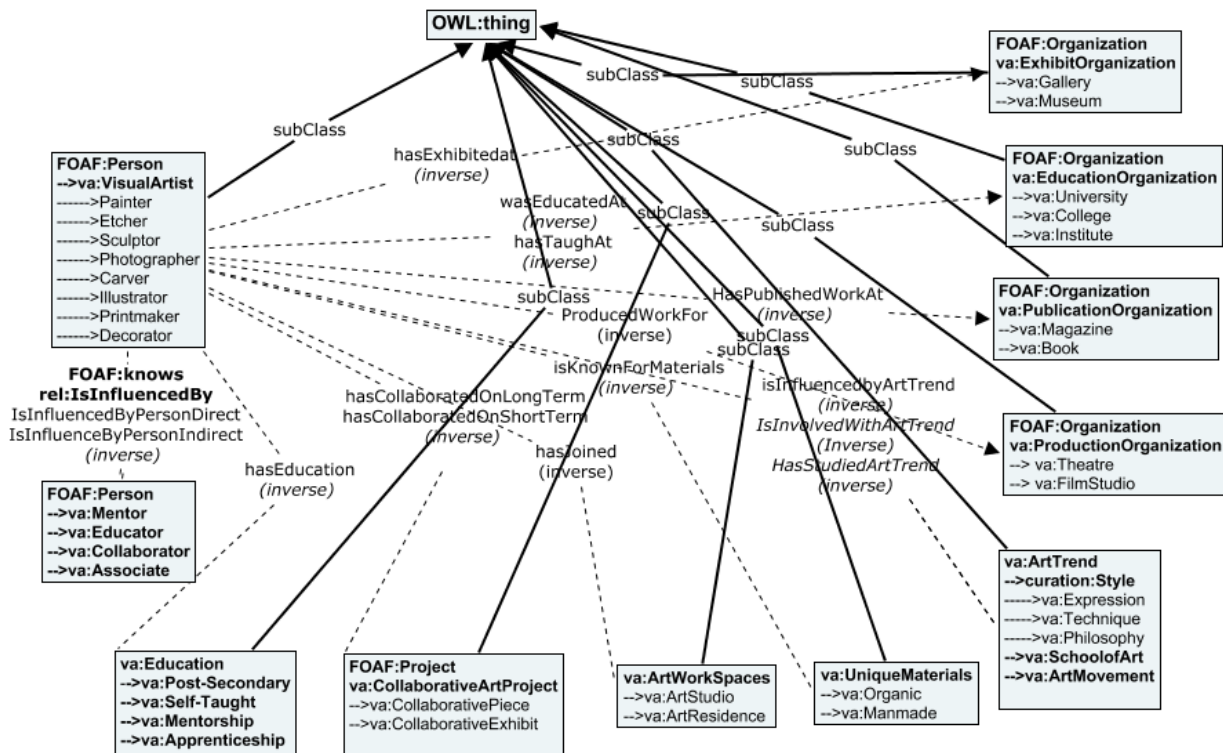 OWL:thing
subClass
subClass
subClass
subClass
subClass
subClass
subClass
subClass
subClass
subClass
FOAF:Organization
va:ExhibitOrganization
-->va:Gallery
-->va:Museum
FOAF:Person
-->va:VisualArtist
------>Painter
------>Etcher
------>Sculptor
------>Photographer
------>Carver
------>Illustrator
------>Printmaker
------>Decorator
hasExhibitedat
(inverse)
wasEducatedAt
(inverse)
hasTaughAt
(inverse)
FOAF:Organization
va:EducationOrganization
-->va:University
-->va:College
-->va:Institute
HasPublishedWorkAt
(inverse)
ProducedWorkFor
(inverse)
FOAF:Organization
va:PublicationOrganization
-->va:Magazine
-->va:Book
isKnownForMaterials
(inverse)
FOAF:knows
rel:IsInfluencedBy
IsInfluencedByPersonDirect
IsInfluenceByPersonIndirect
(inverse)
hasCollaboratedOnLongTerm
hasCollaboratedOnShortTerm
(inverse)
isInfluencedbyArtTrend
(inverse)
IsInvolvedWithArtTrend
(Inverse)
HasStudiedArtTrend
(inverse)
hasEducation
(inverse)
hasJoined
(inverse)
FOAF:Organization
va:ProductionOrganization
--> va:Theatre
--> va:FilmStudio
FOAF:Person
-->va:Mentor
-->va:Educator
-->va:Collaborator
-->va:Associate
va:ArtTrend
-->curation:Style
----->va:Expression
----->va:Technique
----->va:Philosophy
-->va:SchoolofArt
-->va:ArtMovement
va:Education
-->va:Post-Secondary
-->va:Self-Taught
-->va:Mentorship
-->va:Apprenticeship
FOAF:Project
va:CollaborativeArtProject
-->va:CollaborativePiece
-->va:CollaborativeExhibit
va:ArtWorkSpaces
-->va:ArtStudio
-->va:ArtResidence
va:UniqueMaterials
-->va:Organic
-->va:Manmade